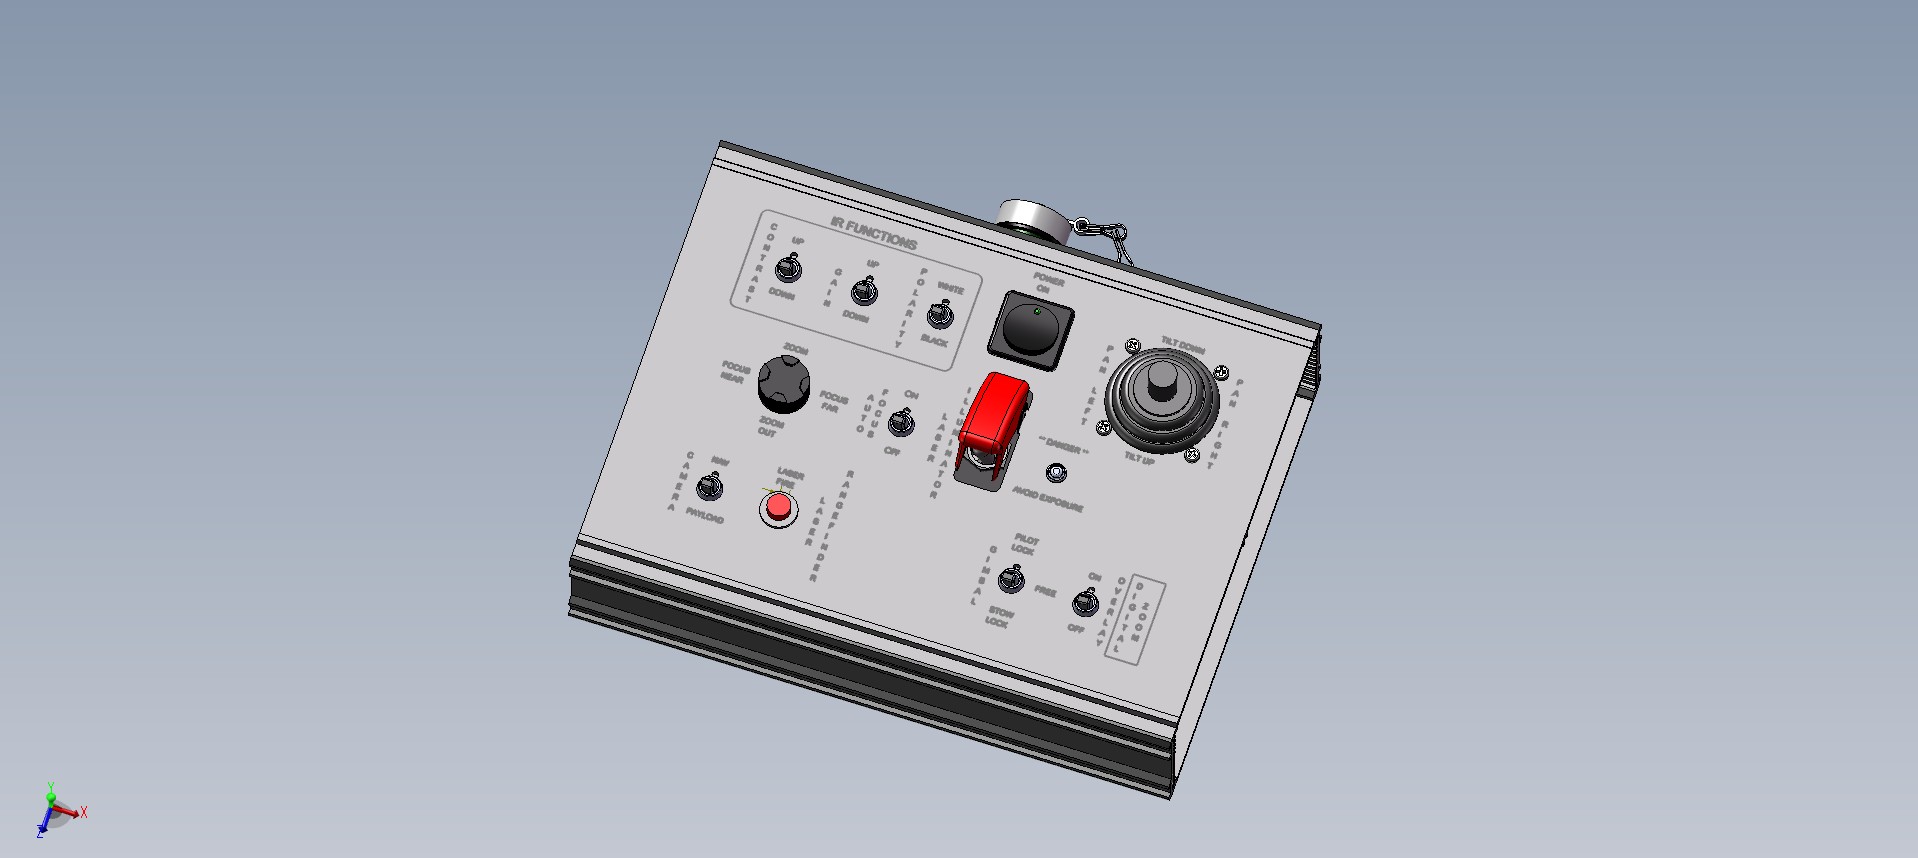 IR FUNCTIONS
CONTRAST
UP
DOWN
GAIN
UP
DOWN
POLARITY
WHITE
BLACK
POWER
ON
ZOOM
FOCUS
NEAR
FOCUS
FAR
ZOOM
OUT
AUTO
FOCUS
ON
OFF
LASER
ILLUMINATOR
** DANGER **
AVOID EXPOSURE
TILT DOWN
PAN LEFT
PAN RIGHT
TILT UP
CAMERA
NAV
PAYLOAD
LASER
FIRE
LASER
RANGEFINDER
GIMBAL
PILOT
LOCK
FREE
STOW
LOCK
ON
OFF
OVERLAY
DIGITAL
ZOOM
Y
X
Z